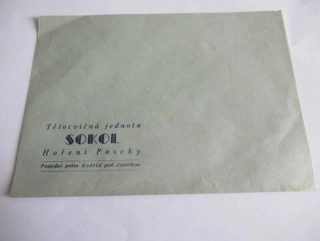 Tělocvičná jednota
SOKOL
Hoření Paseky
Poslední pošta Světlá pod Ještědem